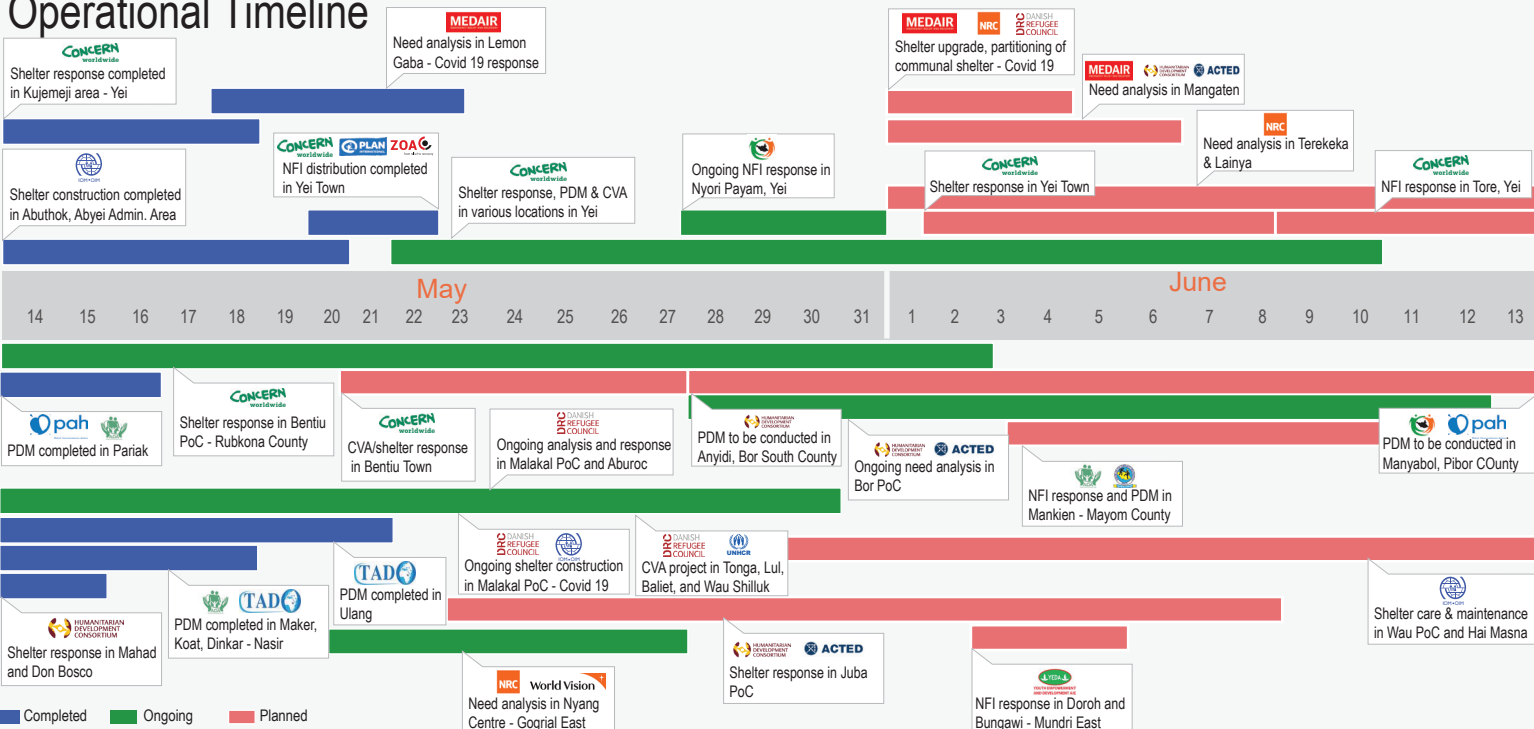 Operational Timeline
CONCERN
worldwide
Shelter response completed
in Kujemeji area - Yei
MEDAIR
Need analysis in Lemon
Gaba - Covid 19 response
MEDAIR NRC DRC DANISH
REFUGEE
COUNCIL
Shelter upgrade, partitioning of
communal shelter - Covid 19
MEDAIR HUMANITARIAN
DEVELOPMENT
CONSORTIUM ACTED
Need analysis in Mangaten
NRC
Need analysis in Terekeka
& Lainya
IOM•OIM
Shelter construction completed
in Abuthok, Abyei Admin. Area
CONCERN
worldwide PLAN
INTERNATIONAL ZOA
NFI distribution completed
in Yei Town
CONCERN
worldwide
Shelter response, PDM & CVA
in various locations in Yei
Ongoing NFI response in
Nyori Payam, Yei
CONCERN
worldwide
Shelter response in Yei Town
CONCERN
worldwide
NFI response in Tore, Yei
May June
14 15 16 17 18 19 20 21 22 23 24 25 26 27 28 29 30 31 1 2 3 4 5 6 7 8 9 10 11 12 13
pah
PDM completed in Pariak
CONCERN
worldwide
Shelter response in Bentiu
PoC - Rubkona County
CONCERN
worldwide
CVA/shelter response
in Bentiu Town
DRC DANISH
REFUGEE
COUNCIL
Ongoing analysis and response
in Malakal PoC and Aburoc
HUMANITARIAN
DEVELOPMENT
CONSORTIUM
PDM to be conducted in
Anyidi, Bor South County
HUMANITARIAN
DEVELOPMENT
CONSORTIUM ACTED
Ongoing need analysis in
Bor PoC
NFI response and PDM in
Mankien - Mayom County
pah
PDM to be conducted in
Manyabol, Pibor COunty
HUMANITARIAN
DEVELOPMENT
CONSORTIUM
Shelter response in Mahad
and Don Bosco
TADO
PDM completed in Maker,
Koat, Dinkar - Nasir
TADO
PDM completed in
Ulang
DRC DANISH
REFUGEE
COUNCIL IOM•OIM
Ongoing shelter construction
in Malakal PoC - Covid 19
DRC DANISH
REFUGEE
COUNCIL UNHCR
CVA project in Tonga, Lul,
Baliet, and Wau Shilluk
IOM•OIM
Shelter care & maintenance
in Wau PoC and Hai Masna
NRC World Vision
Need analysis in Nyang
Centre - Gogrial East
HUMANITARIAN
DEVELOPMENT
CONSORTIUM ACTED
Shelter response in Juba
PoC
YEDA
YOUTH EMPOWERMENT
AND DEVELOPMENT AID
NFI response in Doroh and
Bungawi - Mundri East
Completed Ongoing Planned